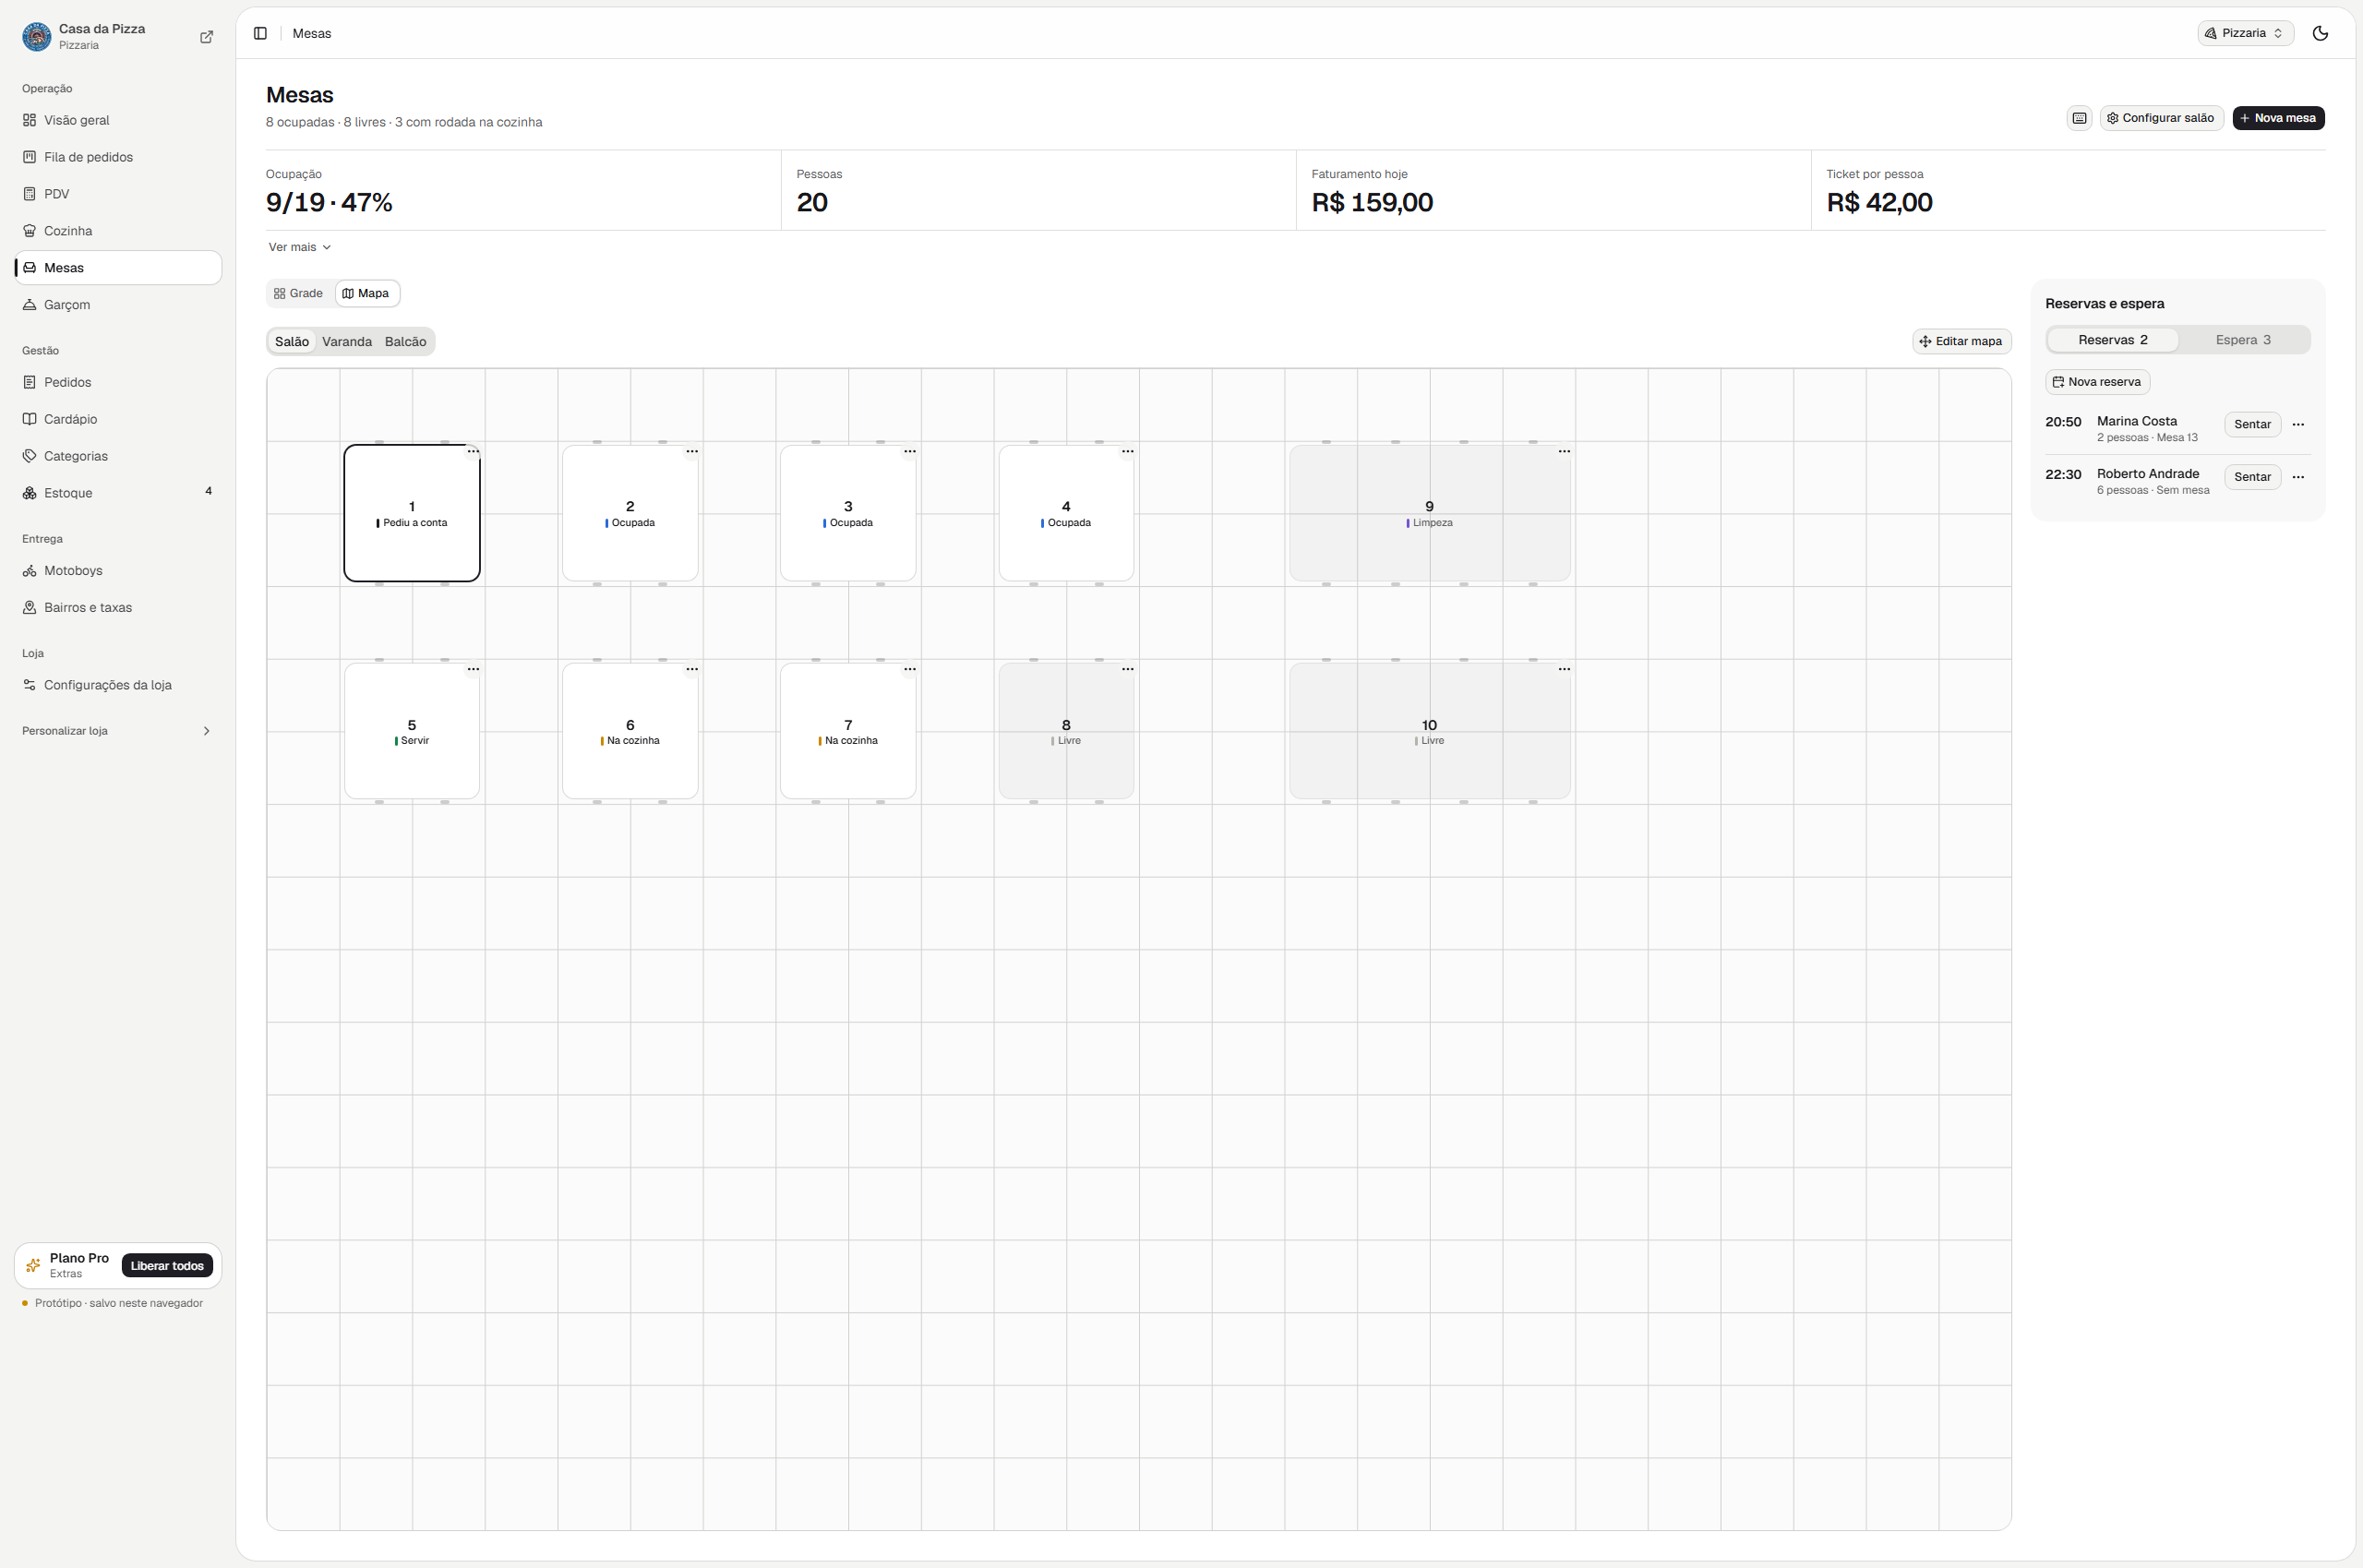 Casa da Pizza
Pizzaria
Operação
Visão geral
Fila de pedidos
PDV
Cozinha
Mesas
Garçom
Gestão
Pedidos
Cardápio
Categorias
Estoque 4
Entrega
Motoboys
Bairros e taxas
Loja
Configurações da loja
Personalizar loja
Plano Pro
Extras
Liberar todos
Protótipo · salvo neste navegador
Mesas
Pizzaria
Mesas
8 ocupadas · 8 livres · 3 com rodada na cozinha
Configurar salão
+ Nova mesa
Ocupação
9/19 · 47%
Pessoas
20
Faturamento hoje
R$ 159,00
Ticket por pessoa
R$ 42,00
Ver mais
Grade Mapa
Salão Varanda Balcão
Editar mapa
1
Pediu a conta
2
Ocupada
3
Ocupada
4
Ocupada
9
Limpeza
5
Servir
6
Na cozinha
7
Na cozinha
8
Livre
10
Livre
Reservas e espera
Reservas 2 Espera 3
Nova reserva
20:50 Marina Costa
2 pessoas · Mesa 13
Sentar
22:30 Roberto Andrade
6 pessoas · Sem mesa
Sentar